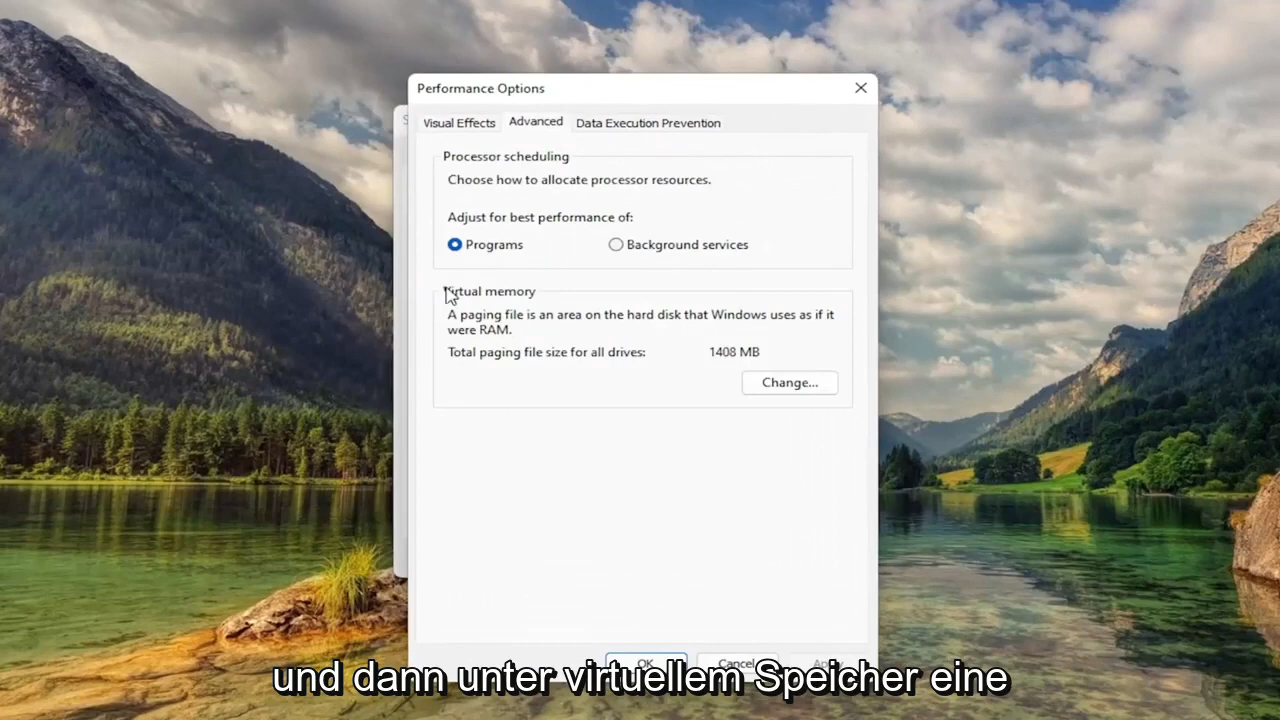 Performance Options
Visual Effects
Advanced
Data Execution Prevention
Processor scheduling
Choose how to allocate processor resources.
Adjust for best performance of:
Programs
Background services
Virtual memory
A paging file is an area on the hard disk that Windows uses as if it
were RAM.
Total paging file size for all drives:
1408 MB
Change...
OK
Cancel
Apply
und dann unter virtuellem Speicher eine